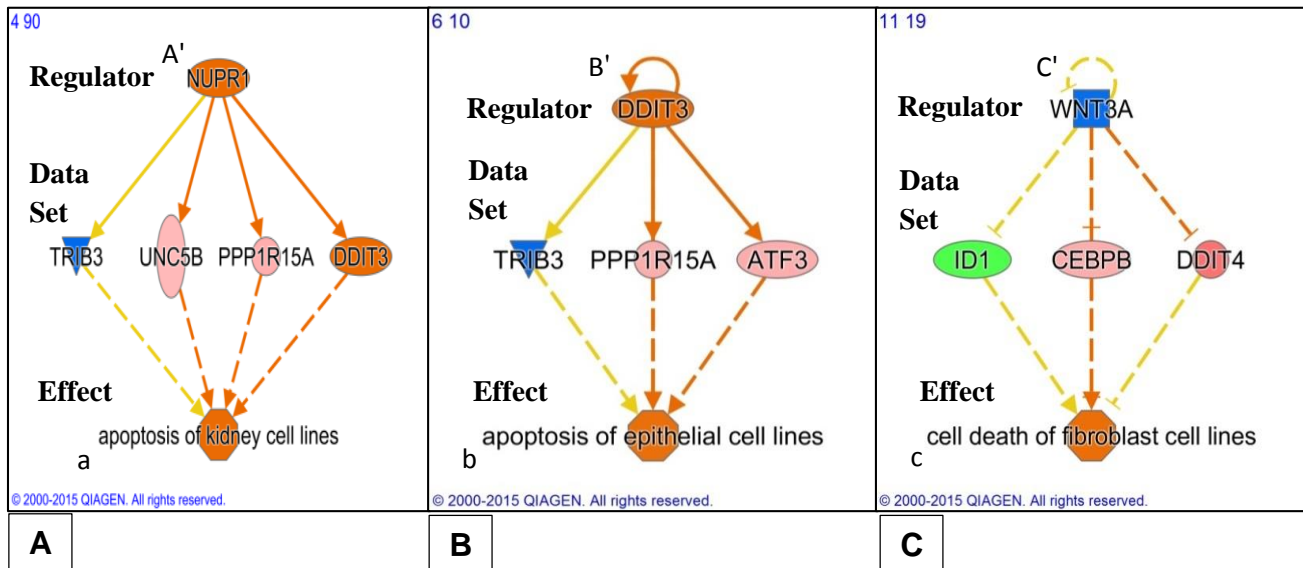 4 90
A'
Regulator
NUPR1
Data
Set
TRIB3 UNC5B PPP1R15A DDIT3
Effect
apoptosis of kidney cell lines
a
© 2000-2015 QIAGEN. All rights reserved.
A
6 10
B'
Regulator
DDIT3
Data
Set
TRIB3 PPP1R15A ATF3
Effect
apoptosis of epithelial cell lines
b
© 2000-2015 QIAGEN. All rights reserved.
B
11 19
C'
Regulator
WNT3A
Data
Set
ID1 CEBPB DDIT4
Effect
cell death of fibroblast cell lines
c
© 2000-2015 QIAGEN. All rights reserved.
C